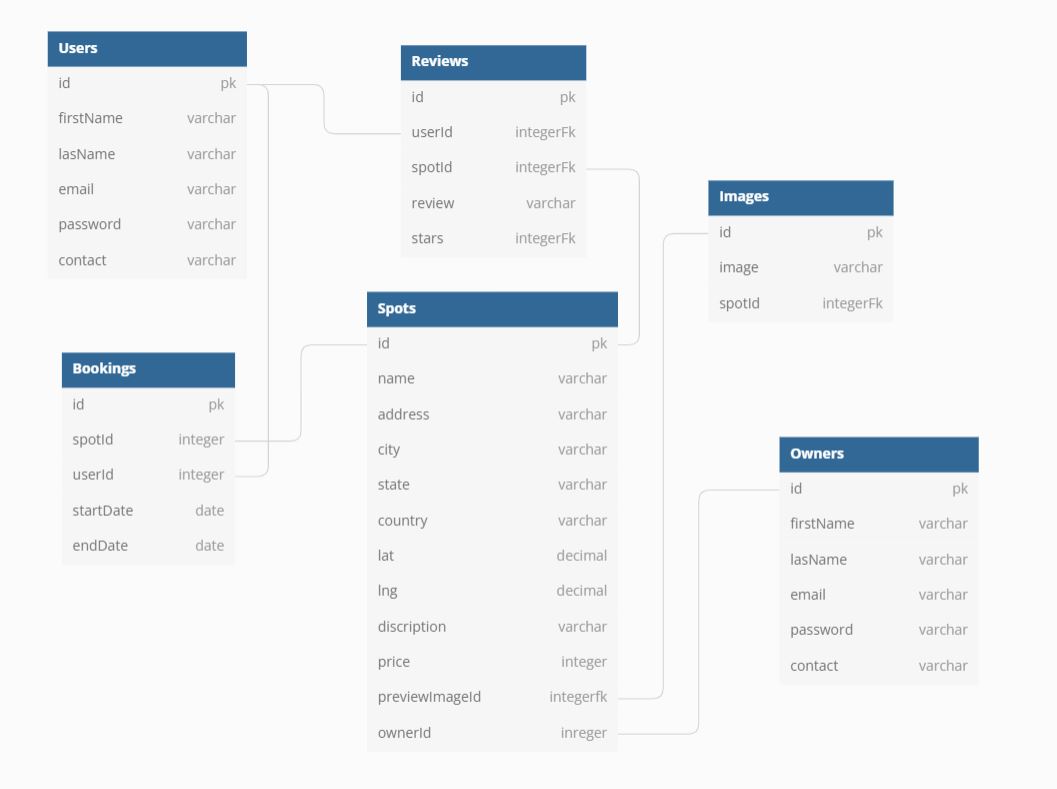 Users
id pk
firstName varchar
lasName varchar
email varchar
password varchar
contact varchar
Reviews
id pk
userId integerFk
spotId integerFk
review varchar
stars integerFk
Images
id pk
image varchar
spotId integerFk
Spots
id pk
name varchar
address varchar
city varchar
state varchar
country varchar
lat decimal
lng decimal
discription varchar
price integer
previewImageId integerfk
ownerId inreger
Bookings
id pk
spotId integer
userId integer
startDate date
endDate date
Owners
id pk
firstName varchar
lasName varchar
email varchar
password varchar
contact varchar